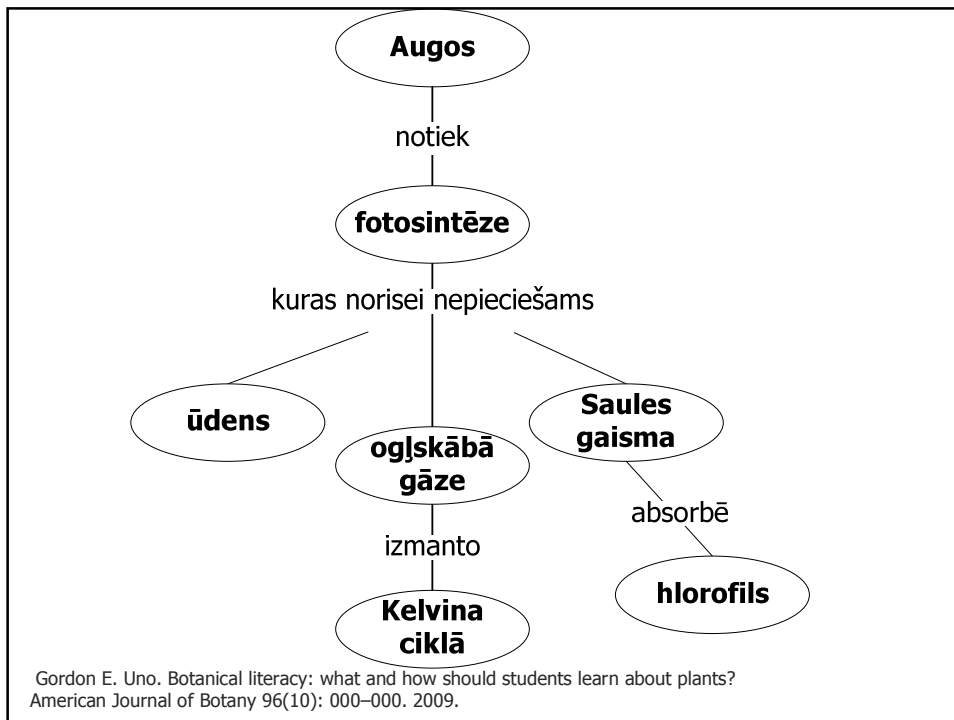 Augos
notiek
fotosintēze
kuras norisei nepieciešams
ūdens
ogļskābā
gāze
Saules
gaisma
izmanto
absorbē
Kelvina
ciklā
hlorofils
Gordon E. Uno. Botanical literacy: what and how should students learn about plants?
American Journal of Botany 96(10): 000–000. 2009.